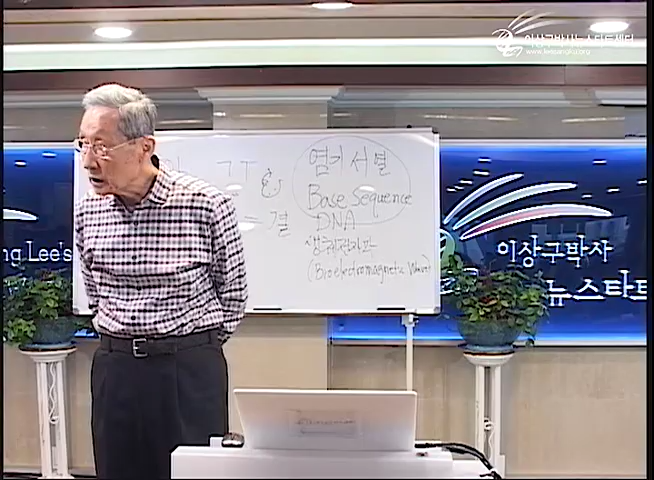 이상구박사뉴스타트센터
www.leesangku.org
염기서열
Base Sequence
DNA
생체전자파
(Bioelectromagnetic Wave)
= 결
ng Lee's
이상구박사
뉴스타트